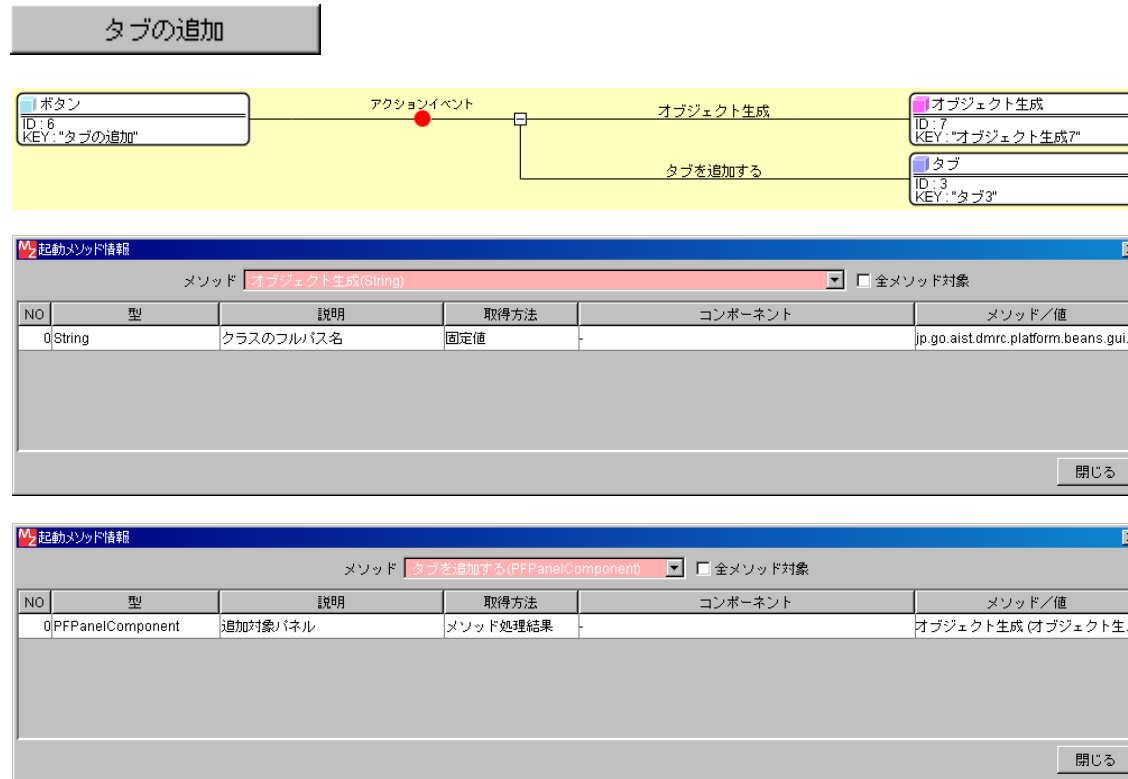 タブの追加
ボタン
ID : 6
KEY : "タブの追加"
アクションイベント
オブジェクト生成
オブジェクト生成
ID : 7
KEY : "オブジェクト生成7"
タブを追加する
タブ
ID : 3
KEY : "タブ3"
起動メソッド情報
メソッド オブジェクト生成(String) 全メソッド対象
NO 型 説明 取得方法 コンポーネント メソッド／値
0 String クラスのフルパス名 固定値 - jp.go.aist.dmrc.platform.beans.gui.
閉じる
起動メソッド情報
メソッド タブを追加する(PFPanelComponent) 全メソッド対象
NO 型 説明 取得方法 コンポーネント メソッド／値
0 PFPanelComponent 追加対象パネル メソッド処理結果 - オブジェクト生成 (オブジェクト生.
閉じる